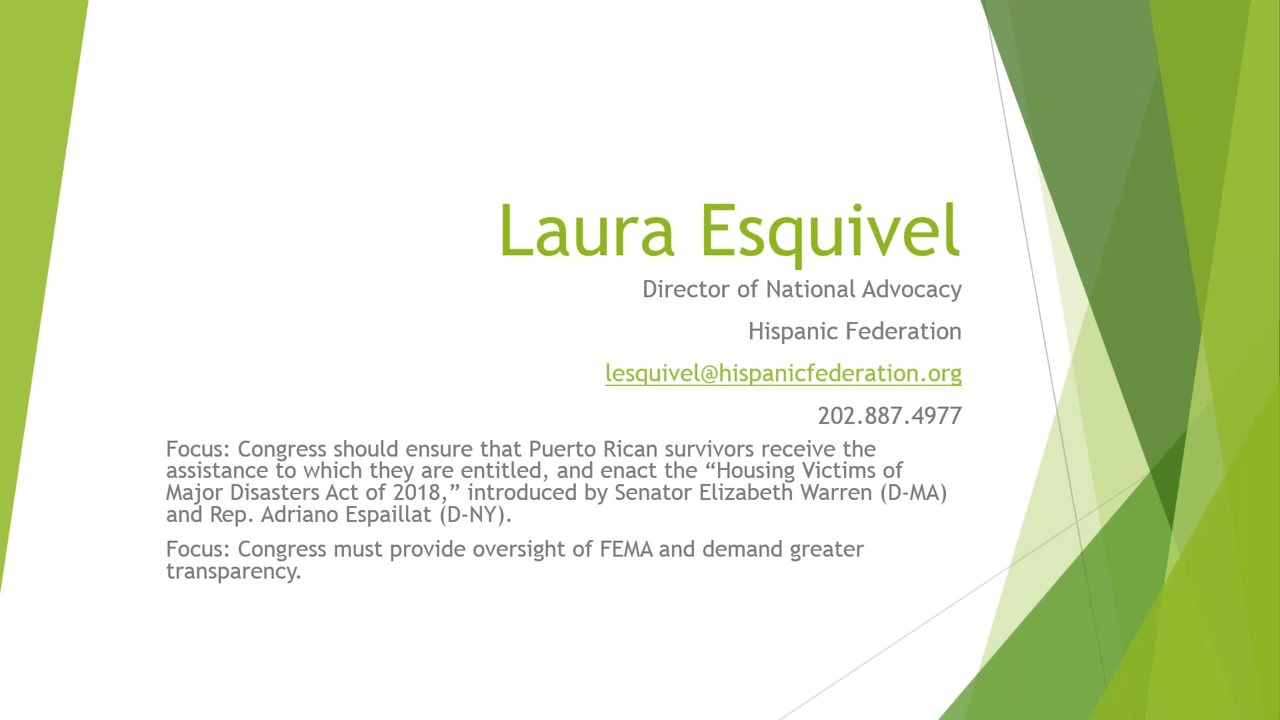 Laura Esquivel
Director of National Advocacy
Hispanic Federation
lesquivel@hispanicfederation.org
202.887.4977
Focus: Congress should ensure that Puerto Rican survivors receive the
assistance to which they are entitled, and enact the “Housing Victims of
Major Disasters Act of 2018,” introduced by Senator Elizabeth Warren (D-MA)
and Rep. Adriano Espaillat (D-NY).
Focus: Congress must provide oversight of FEMA and demand greater
transparency.